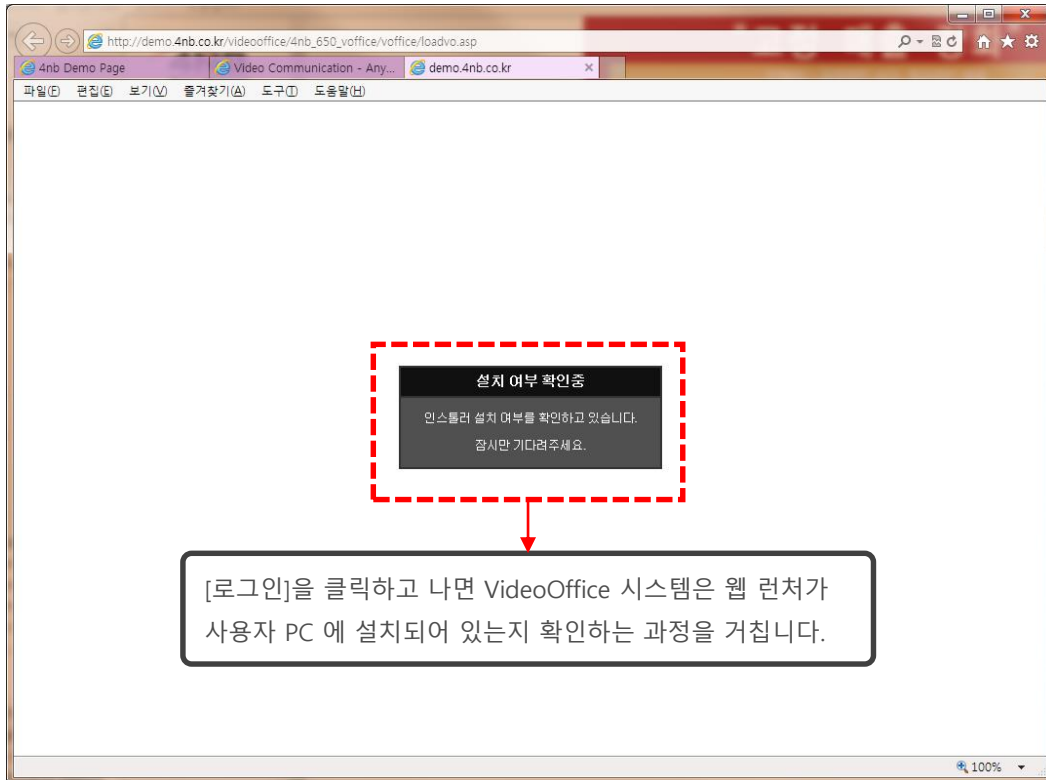 http://demo.4nb.co.kr/videooffice/4nb_650_voffice/voffice/loadvo.asp
4nb Demo Page
Video Communication - Any...
demo.4nb.co.kr
파일(F) 편집(E) 보기(V) 즐겨찾기(A) 도구(T) 도움말(H)
설치 여부 확인중
인스톨러 설치 여부를 확인하고 있습니다.
잠시만 기다려주세요.
[로그인]을 클릭하고 나면 VideoOffice 시스템은 웹 런처가
사용자 PC 에 설치되어 있는지 확인하는 과정을 거칩니다.
100%